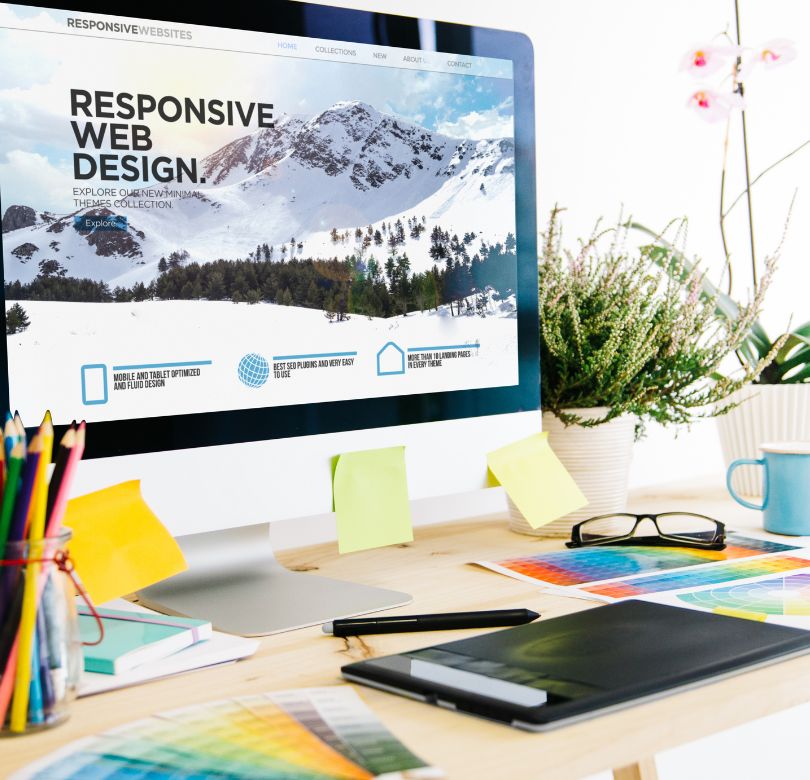 RESPONSIVEWEBSITES
HOME COLLECTIONS NEW ABOUT CONTACT
RESPONSIVE
WEB
DESIGN.
EXPLORE OUR NEW MINIMAL
THEMES COLLECTION.
Explore
MOBILE AND TABLET OPTIMIZED
AND FLUID DESIGN
BEST SEO PLUGINS AND VERY EASY
TO USE
MORE THAN 10 LANDING PAGES
IN EVERY THEME